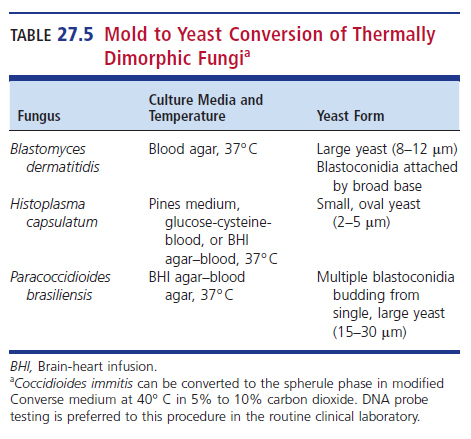 TABLE 27.5 Mold to Yeast Conversion of Thermally
Dimorphic Fungiª
Fungus
Culture Media and
Temperature
Yeast Form
Blastomyces
dermatitidis
Blood agar, 37° C
Large yeast (8–12 μm)
Blastoconidia attached
by broad base
Histoplasma
capsulatum
Pines medium,
glucose-cysteine-
blood, or BHI
agar–blood, 37° C
Small, oval yeast
(2–5 μm)
Paracoccidioides
brasiliensis
BHI agar–blood
agar, 37° C
Multiple blastoconidia
budding from
single, large yeast
(15–30 μm)
BHI, Brain-heart infusion.
ªCoccidioides immitis can be converted to the spherule phase in modified
Converse medium at 40° C in 5% to 10% carbon dioxide. DNA probe
testing is preferred to this procedure in the routine clinical laboratory.